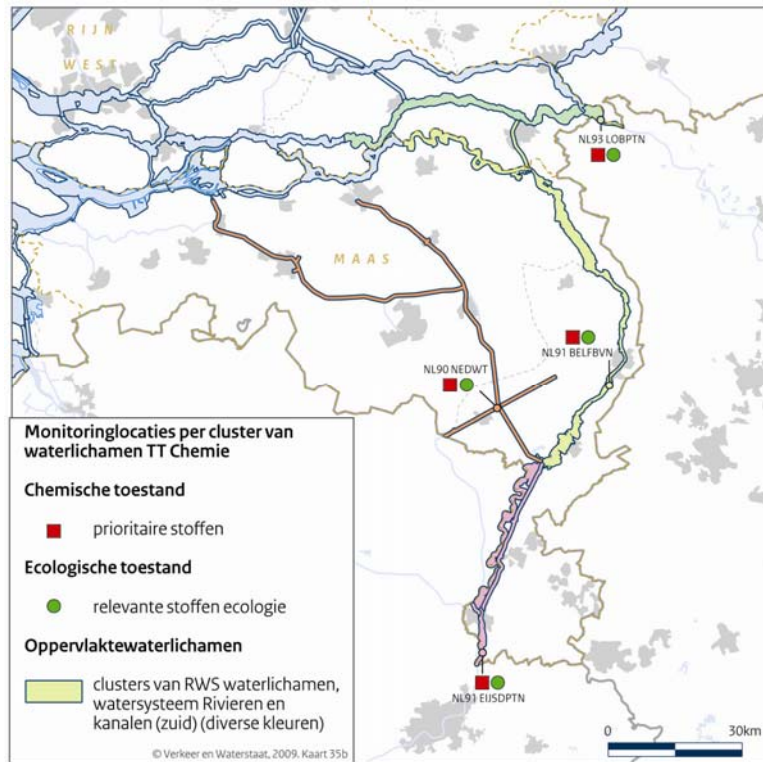 RIJN
WEST
NL93 LOBPTN
MAAS
NL91 BELFBVN
NL90 NEDWT
Monitoringlocaties per cluster van
waterlichamen TT Chemie
Chemische toestand
prioritaire stoffen
Ecologische toestand
relevante stoffen ecologie
Oppervlaktewaterlichamen
clusters van RWS waterlichamen,
watersysteem Rivieren en
kanalen (zuid) (diverse kleuren)
© Verkeer en Waterstaat, 2009. Kaart 35b
NL91 EIJSDPTN
0 30km